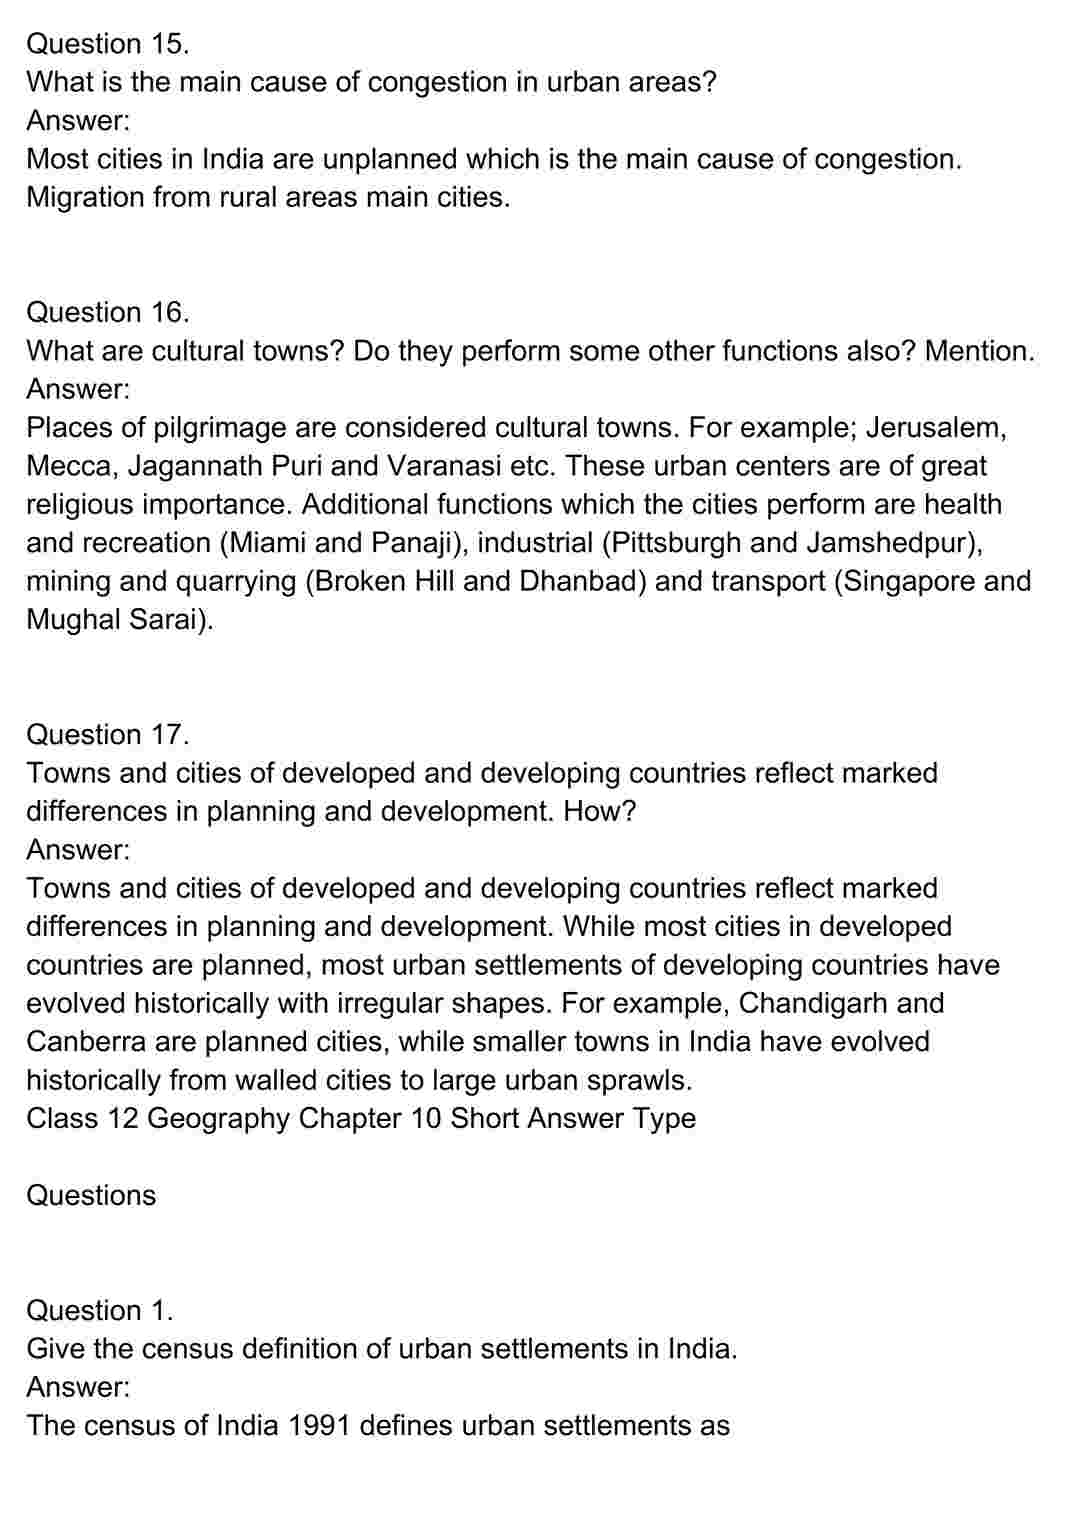 Question 15.
What is the main cause of congestion in urban areas?
Answer:
Most cities in India are unplanned which is the main cause of congestion.
Migration from rural areas main cities.
Question 16.
What are cultural towns? Do they perform some other functions also? Mention.
Answer:
Places of pilgrimage are considered cultural towns. For example; Jerusalem,
Mecca, Jagannath Puri and Varanasi etc. These urban centers are of great
religious importance. Additional functions which the cities perform are health
and recreation (Miami and Panaji), industrial (Pittsburgh and Jamshedpur),
mining and quarrying (Broken Hill and Dhanbad) and transport (Singapore and
Mughal Sarai).
Question 17.
Towns and cities of developed and developing countries reflect marked
differences in planning and development. How?
Answer:
Towns and cities of developed and developing countries reflect marked
differences in planning and development. While most cities in developed
countries are planned, most urban settlements of developing countries have
evolved historically with irregular shapes. For example, Chandigarh and
Canberra are planned cities, while smaller towns in India have evolved
historically from walled cities to large urban sprawls.
Class 12 Geography Chapter 10 Short Answer Type
Questions
Question 1.
Give the census definition of urban settlements in India.
Answer:
The census of India 1991 defines urban settlements as